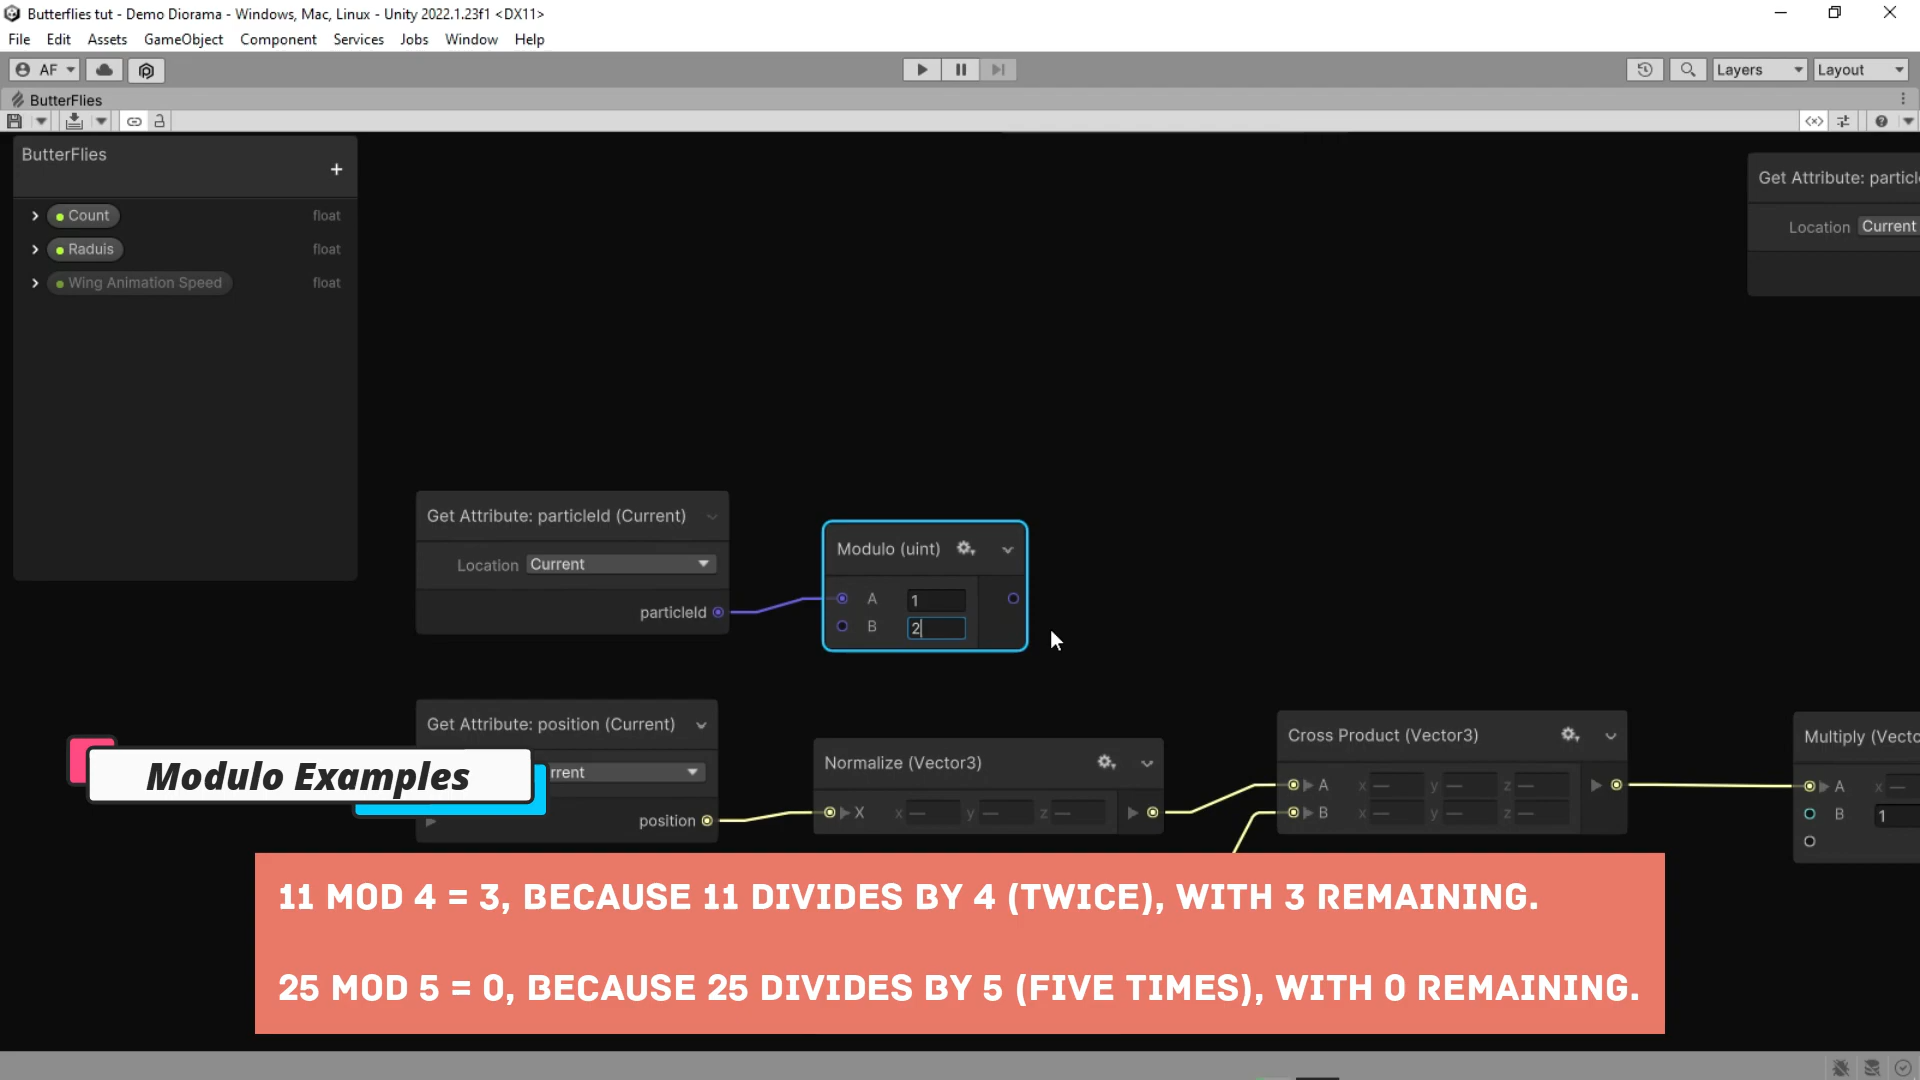 Butterflies tut - Demo Diorama - Windows, Mac, Linux - Unity 2022.1.23f1 <DX11>
File Edit Assets GameObject Component Services Jobs Window Help
AF
Layers
Layout
ButterFlies
ButterFlies
+
Count float
Raduis float
Wing Animation Speed float
Get Attribute: particl
Location Current
Get Attribute: particleId (Current)
Location Current
particleId
Modulo (uint)
A 1
B 2
Get Attribute: position (Current)
rrent
position
Normalize (Vector3)
X x — y — z —
Cross Product (Vector3)
A x — y — z —
B x — y — z —
Multiply (Vecto
A x —
B 1
Modulo Examples
11 MOD 4 = 3, BECAUSE 11 DIVIDES BY 4 (TWICE), WITH 3 REMAINING.
25 MOD 5 = 0, BECAUSE 25 DIVIDES BY 5 (FIVE TIMES), WITH 0 REMAINING.